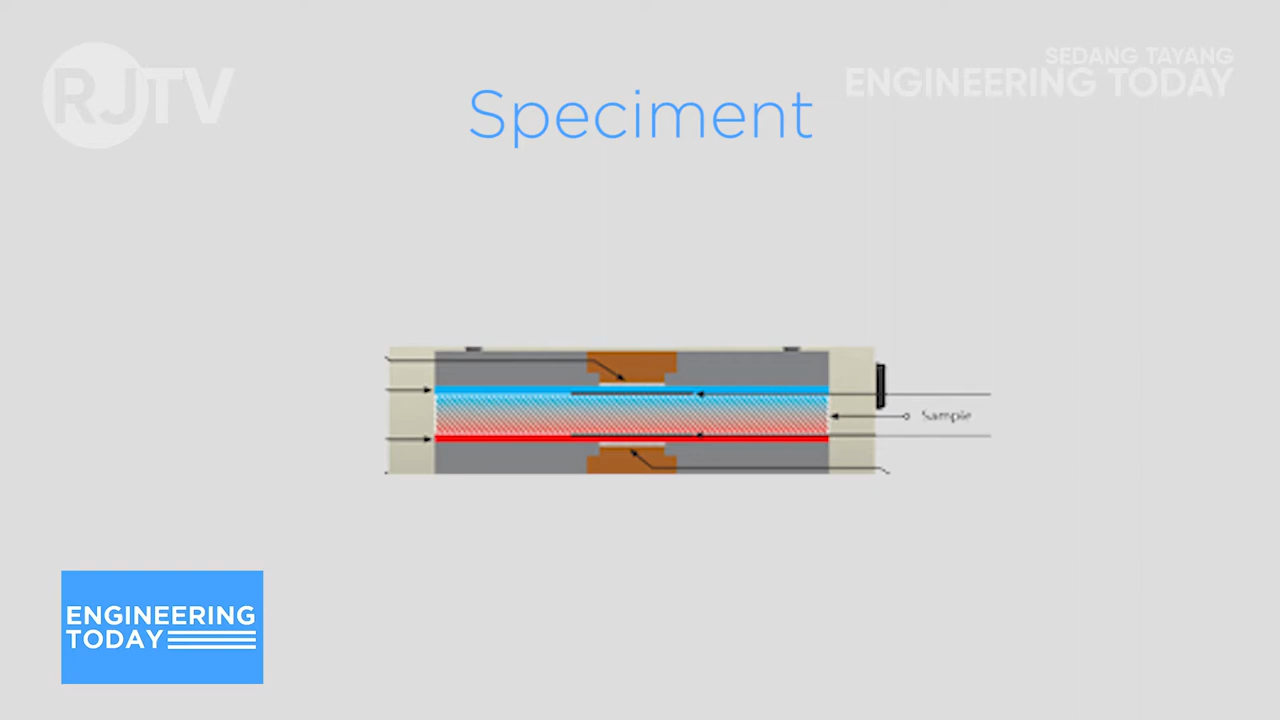 RJTV
SEDANG TAYANG
ENGINEERING TODAY
Speciment
Sample
ENGINEERING
TODAY